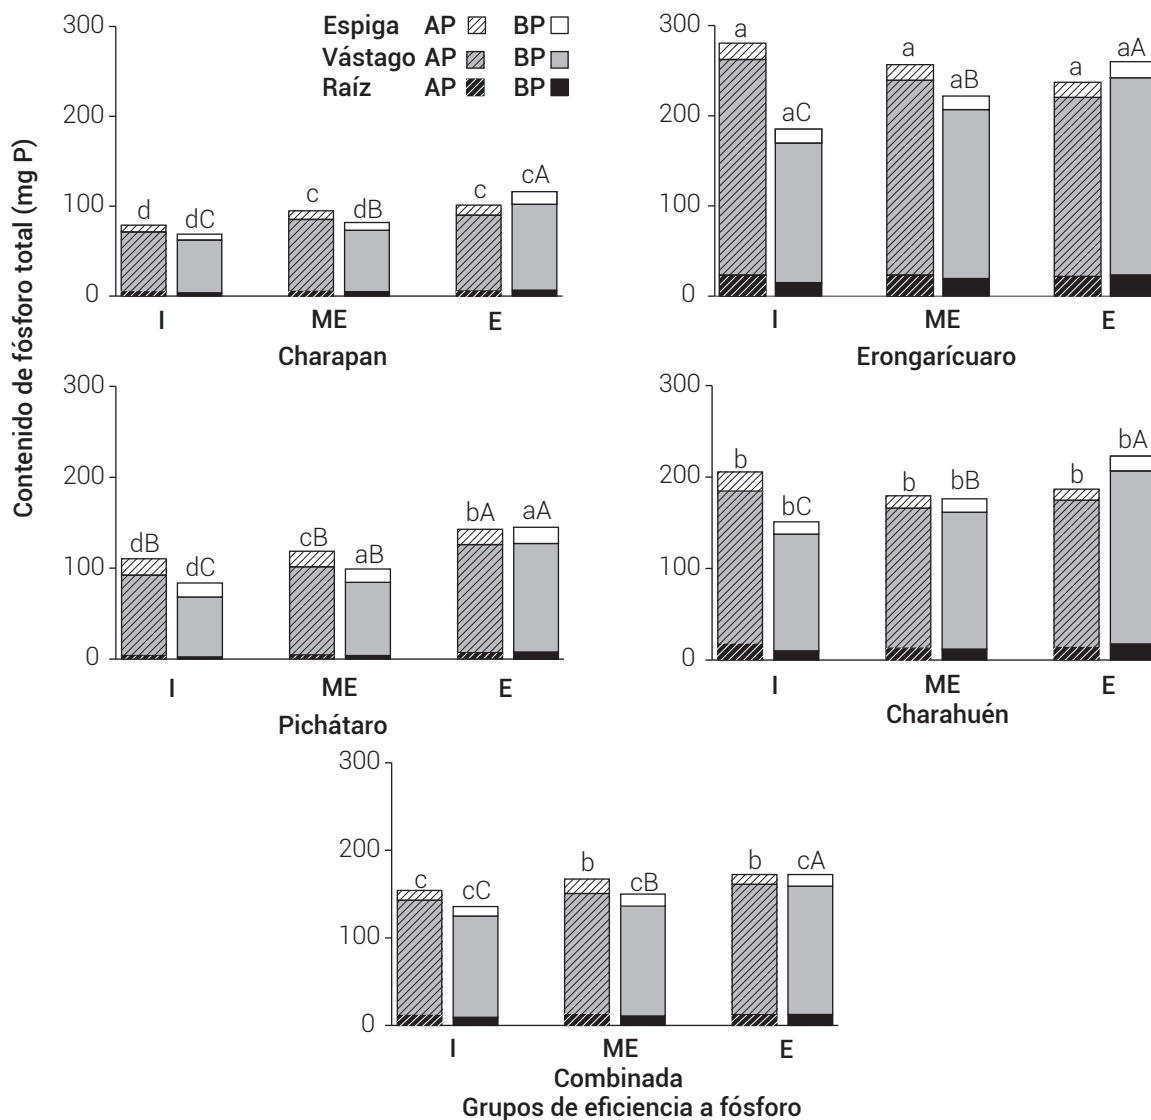 Contenido de fósforo total (mg P)
Espiga AP BP
Vástago AP BP
Raíz AP BP
300
200
100
0
d dC c dB c cA
I ME E
Charapan
300
200
100
0
a aC a aB a aA
I ME E
Erongarícuaro
300
200
100
0
dB dC cB aB bA aA
I ME E
Pichátaro
300
200
100
0
b bC b bB b bA
I ME E
Charahuén
300
200
100
0
c cC b cB b cA
I ME E
Combinada
Grupos de eficiencia a fósforo